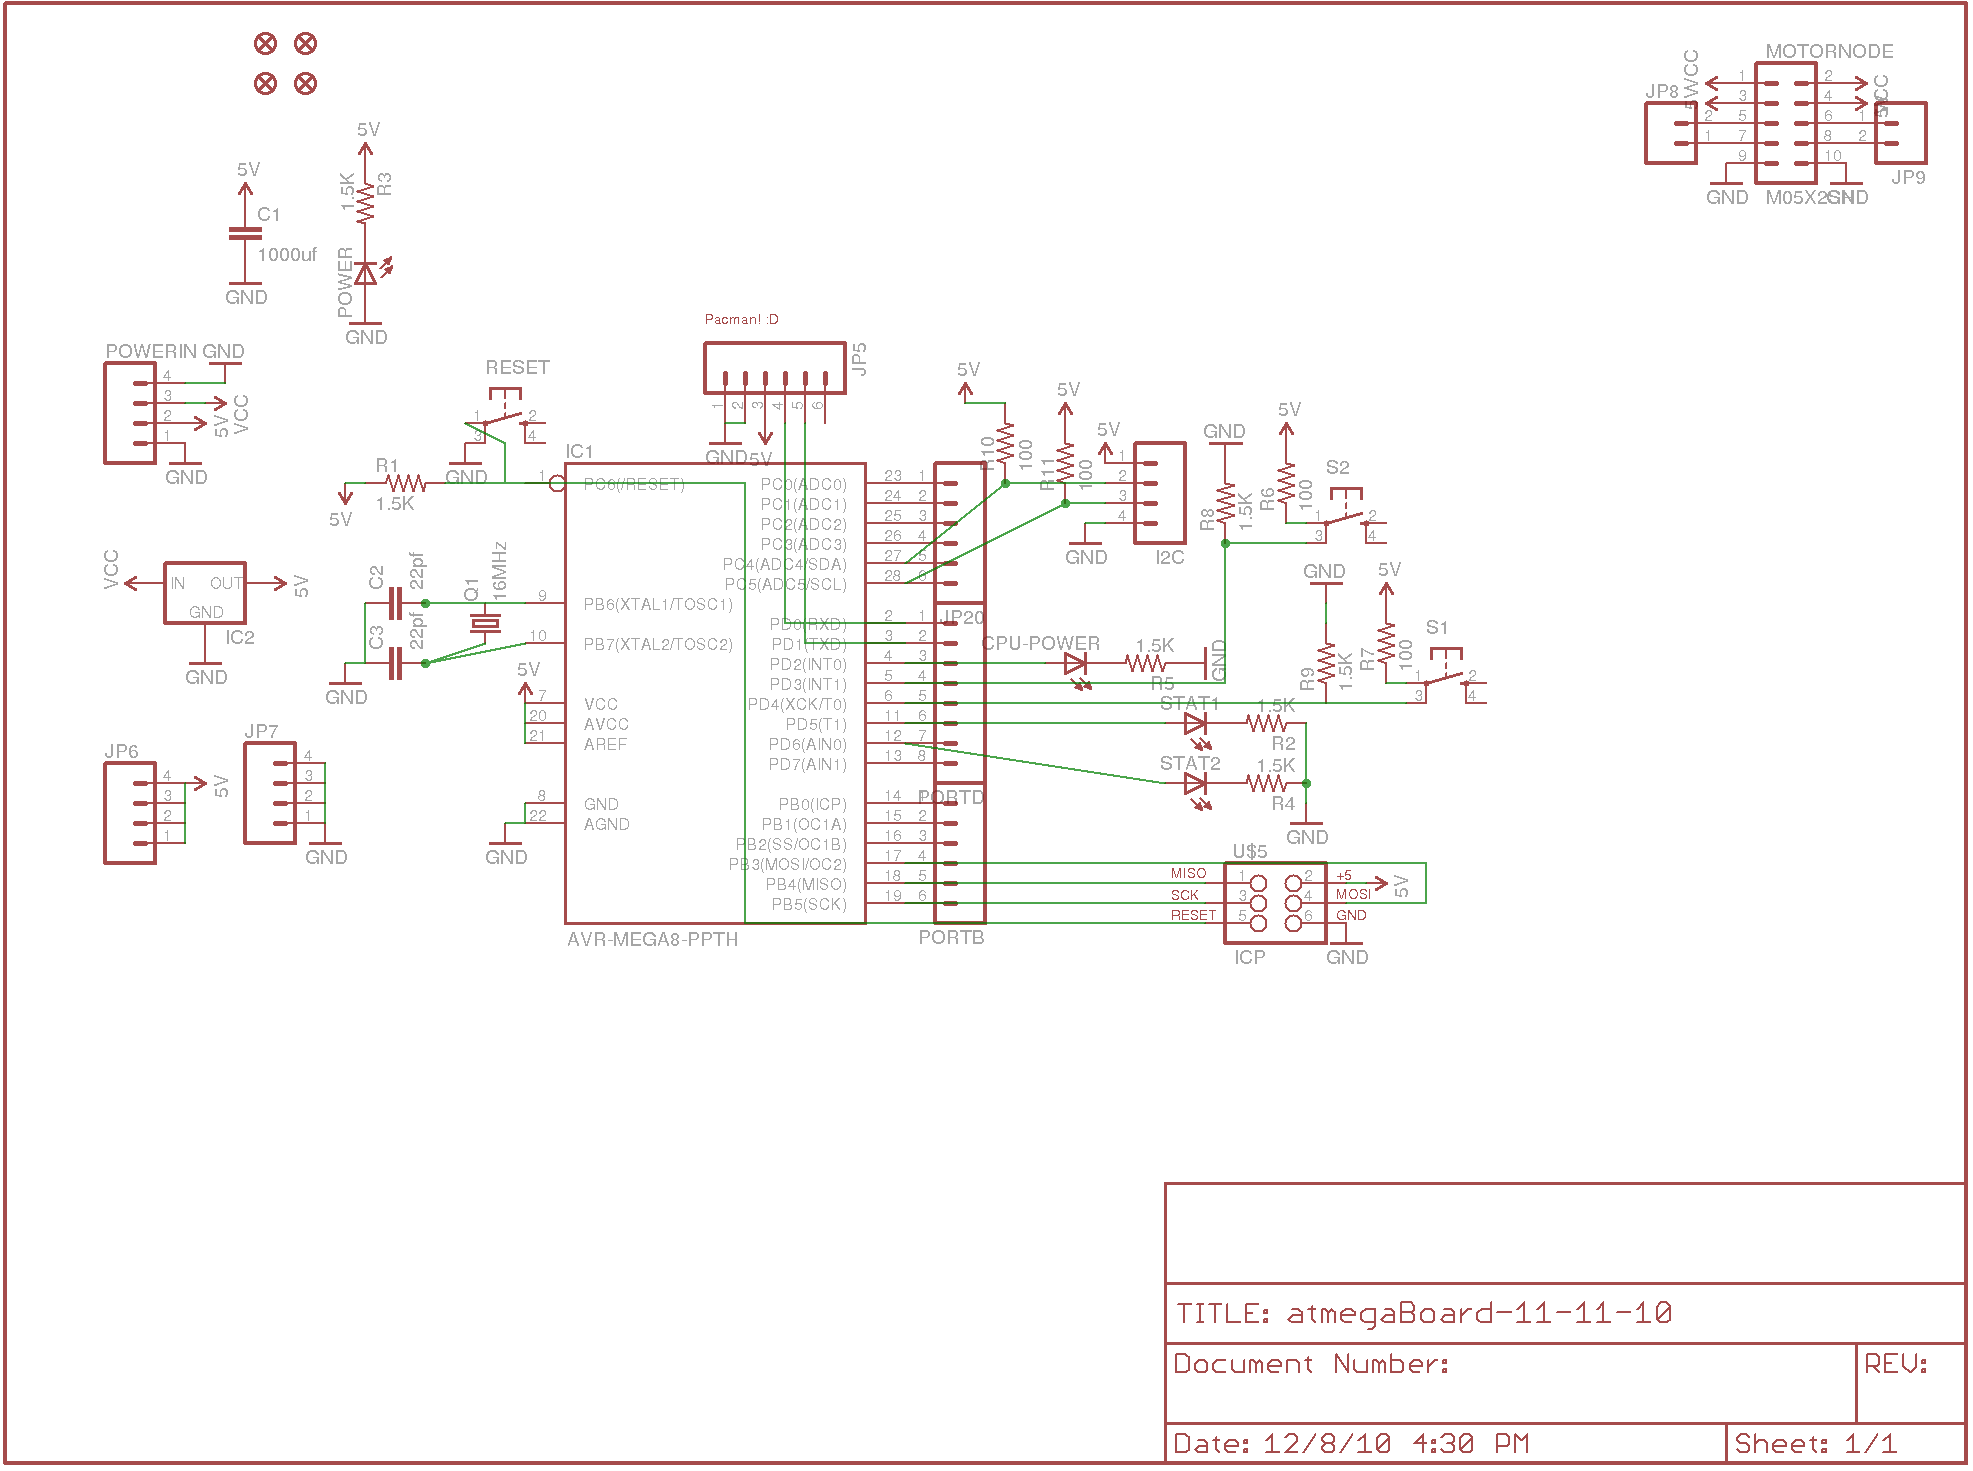 MOTORNODE
5V
VCC
1
2
3
4
5
6
7
8
9
10
JP8
2
1
1
2
JP9
GND
M05X2
GND
5V
1.5K
R3
POWER
GND
5V
C1
1000uf
GND
Pacman! :D
JP5
1
2
3
4
5
6
GND
5V
POWERIN
GND
4
3
2
1
5V
VCC
GND
RESET
1
2
3
4
GND
R1
1.5K
5V
IC1
1
PC6(/RESET)
9
PB6(XTAL1/TOSC1)
10
PB7(XTAL2/TOSC2)
7
VCC
20
AVCC
21
AREF
8
GND
22
AGND
5V
GND
PC0(ADC0) 23 1
PC1(ADC1) 24 2
PC2(ADC2) 25 3
PC3(ADC3) 26 4
PC4(ADC4/SDA) 27 5
PC5(ADC5/SCL) 28 6
JP20
PD0(RXD) 2 1
PD1(TXD) 3 2
PD2(INT0) 4 3
PD3(INT1) 5 4
PD4(XCK/T0) 6 5
PD5(T1) 11 6
PD6(AIN0) 12 7
PD7(AIN1) 13 8
PORTD
PB0(ICP) 14 1
PB1(OC1A) 15 2
PB2(SS/OC1B) 16 3
PB3(MOSI/OC2) 17 4
PB4(MISO) 18 5
PB5(SCK) 19 6
PORTB
AVR-MEGA8-PPTH
VCC
IN
OUT
GND
5V
IC2
GND
C2
22pf
C3
22pf
Q1
16MHz
GND
JP6
4
3
2
1
5V
JP7
4
3
2
1
GND
5V
R10
100
5V
R11
100
5V
1
2
3
4
I2C
GND
GND
R8
1.5K
5V
R6
100
S2
1
2
3
4
GND
R9
1.5K
5V
R7
100
S1
1
2
3
4
CPU-POWER
1.5K
R5
GND
STAT1
1.5K
R2
STAT2
1.5K
R4
GND
U$5
MISO 1 2 +5
SCK 3 4 MOSI
RESET 5 6 GND
5V
ICP
GND
TITLE: atmegaBoard-11-11-10
Document Number:
REV:
Date: 12/8/10 4:30 PM
Sheet: 1/1